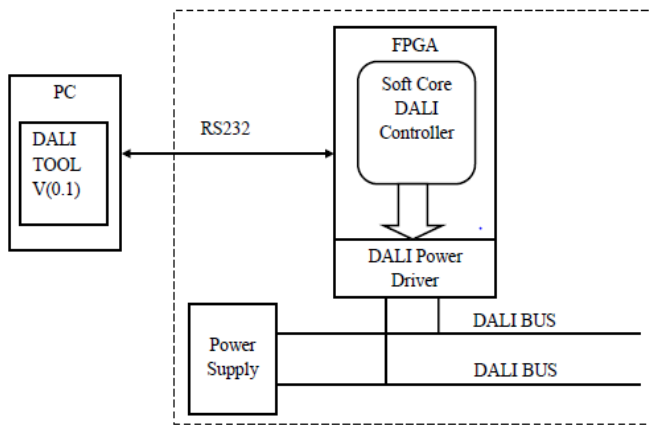 PC
DALI
TOOL
V(0.1)
RS232
FPGA
Soft Core
DALI
Controller
DALI Power
Driver
Power
Supply
DALI BUS
DALI BUS